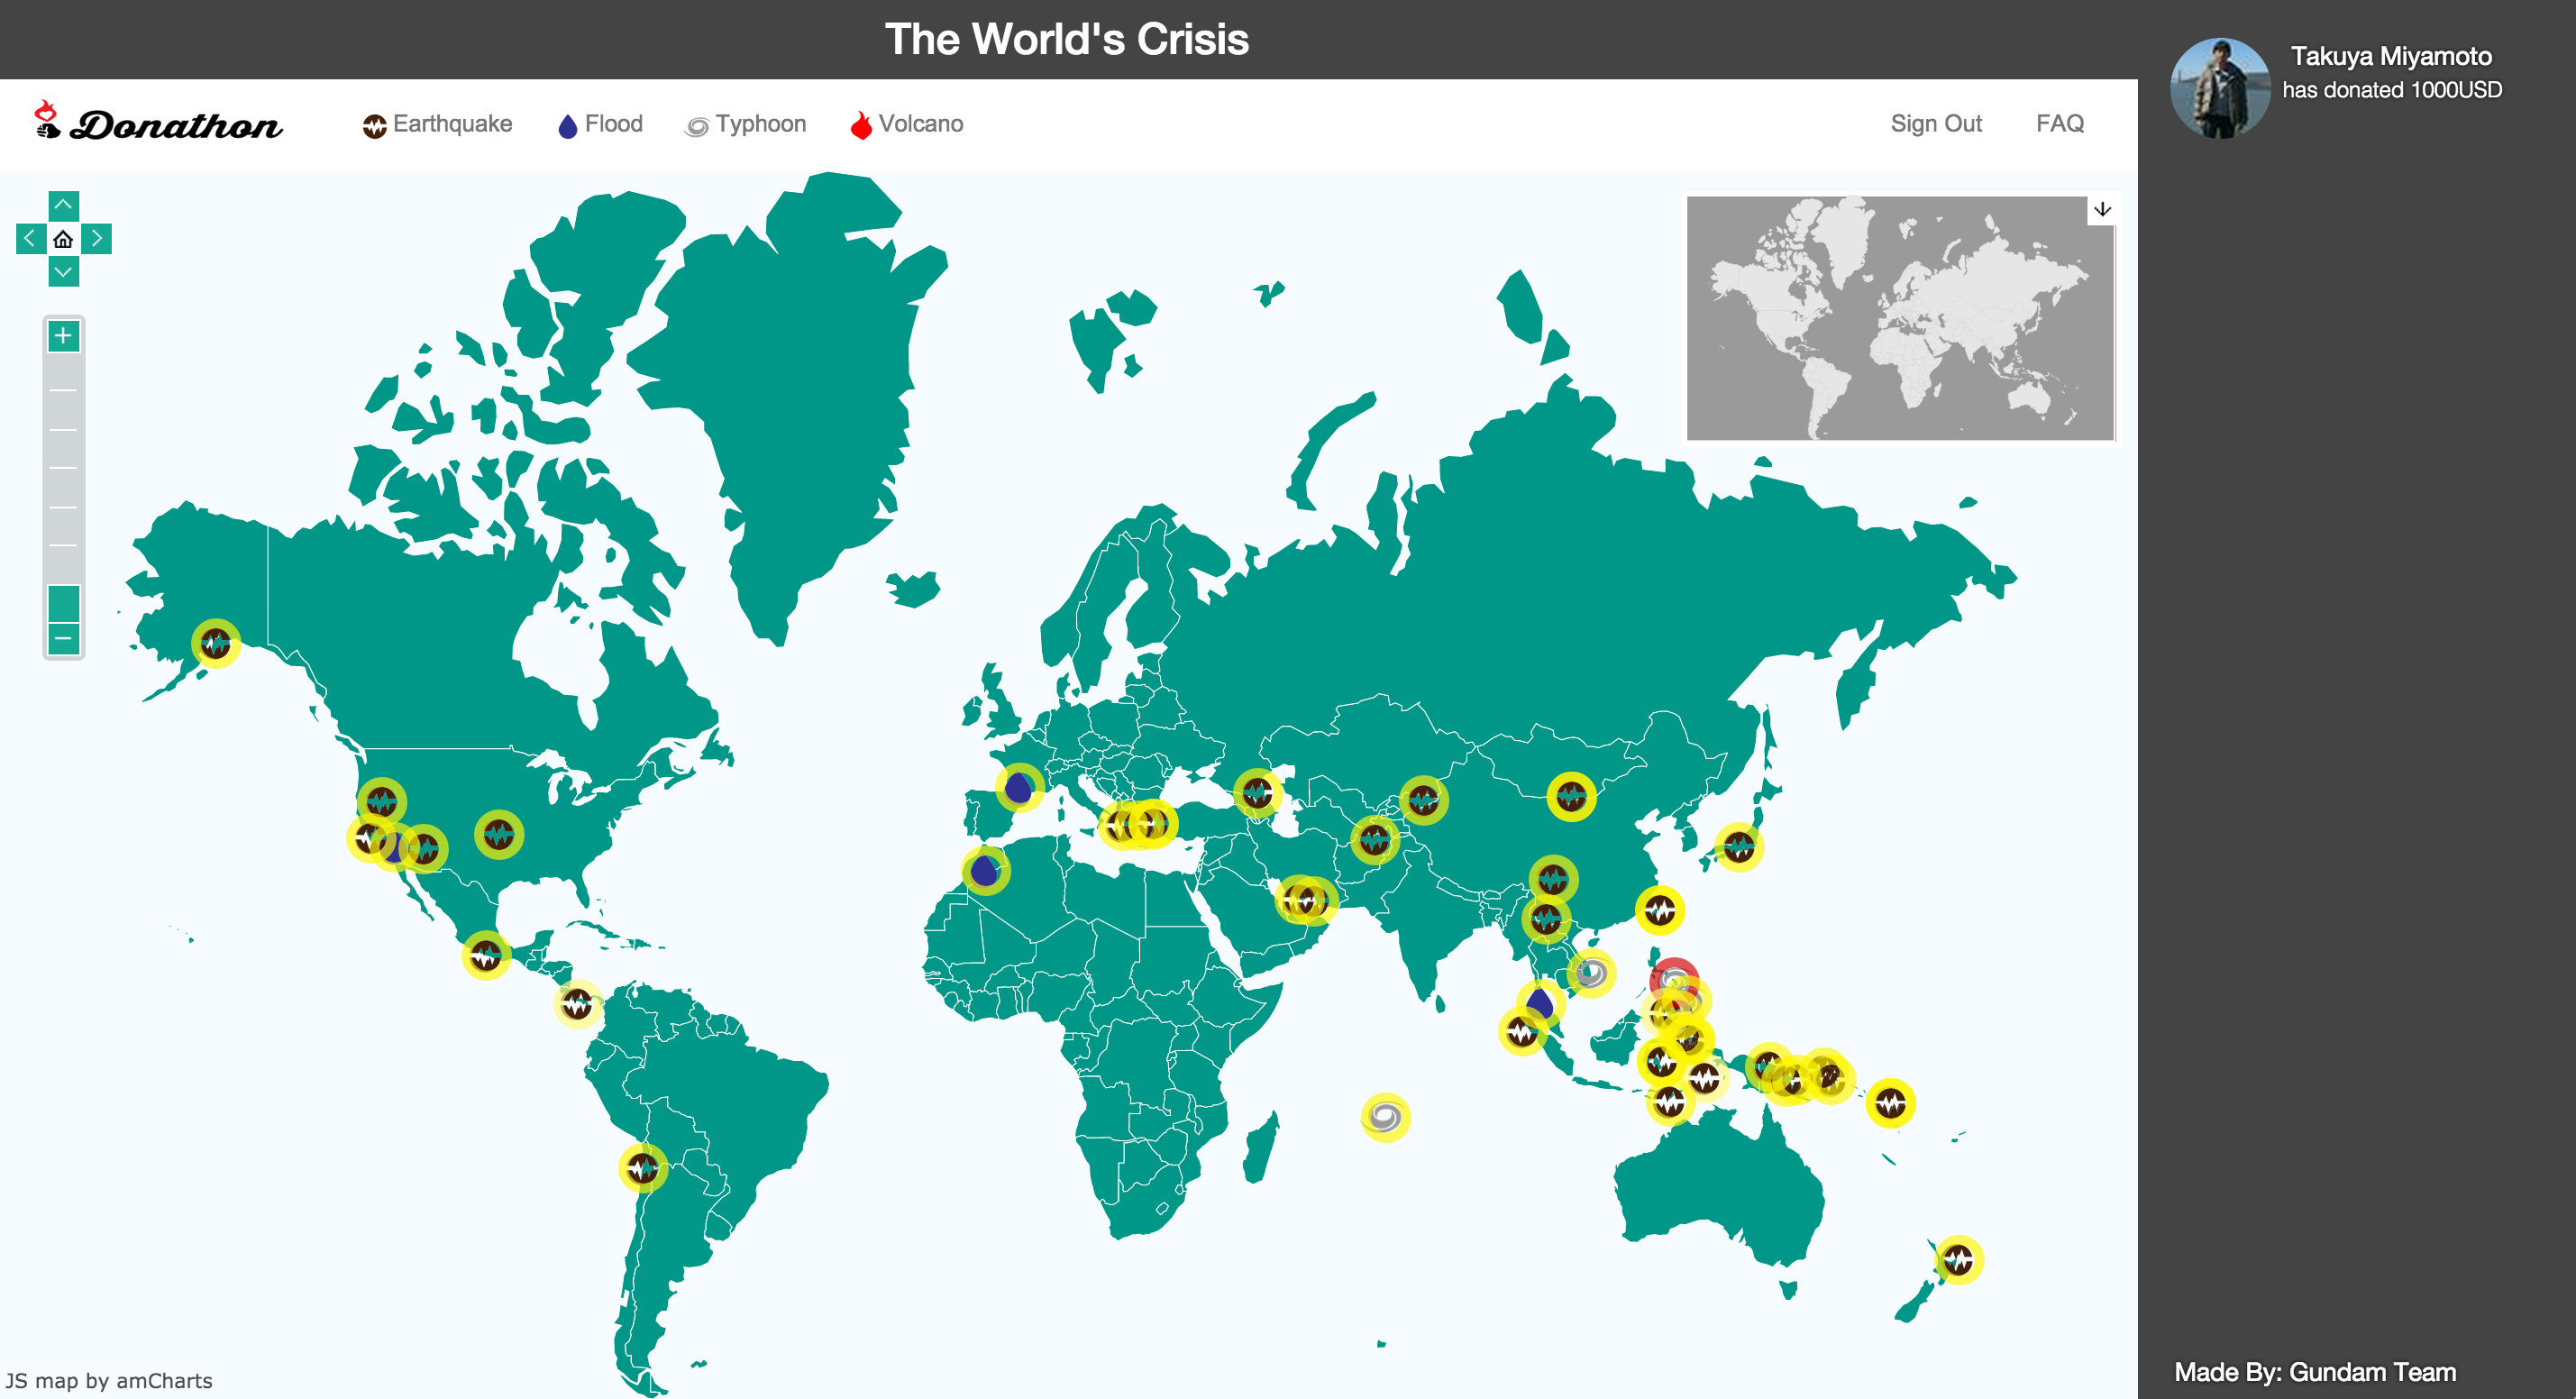 The World's Crisis
Donathon
Earthquake
Flood
Typhoon
Volcano
Sign Out
FAQ
Takuya Miyamoto
has donated 1000USD
JS map by amCharts
Made By: Gundam Team